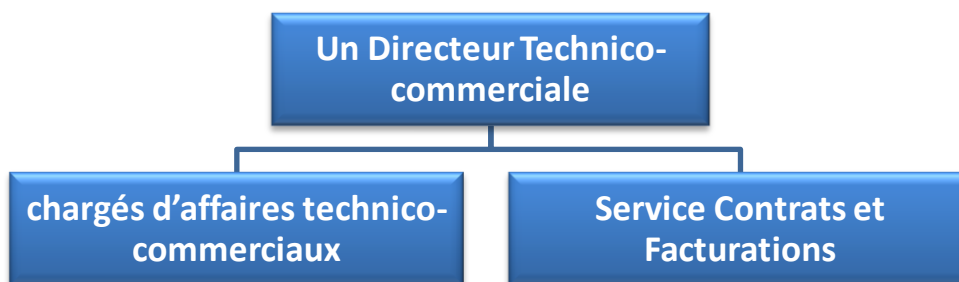 Un Directeur Technico-
commerciale
chargés d’affaires technico-
commerciaux
Service Contrats et
Facturations